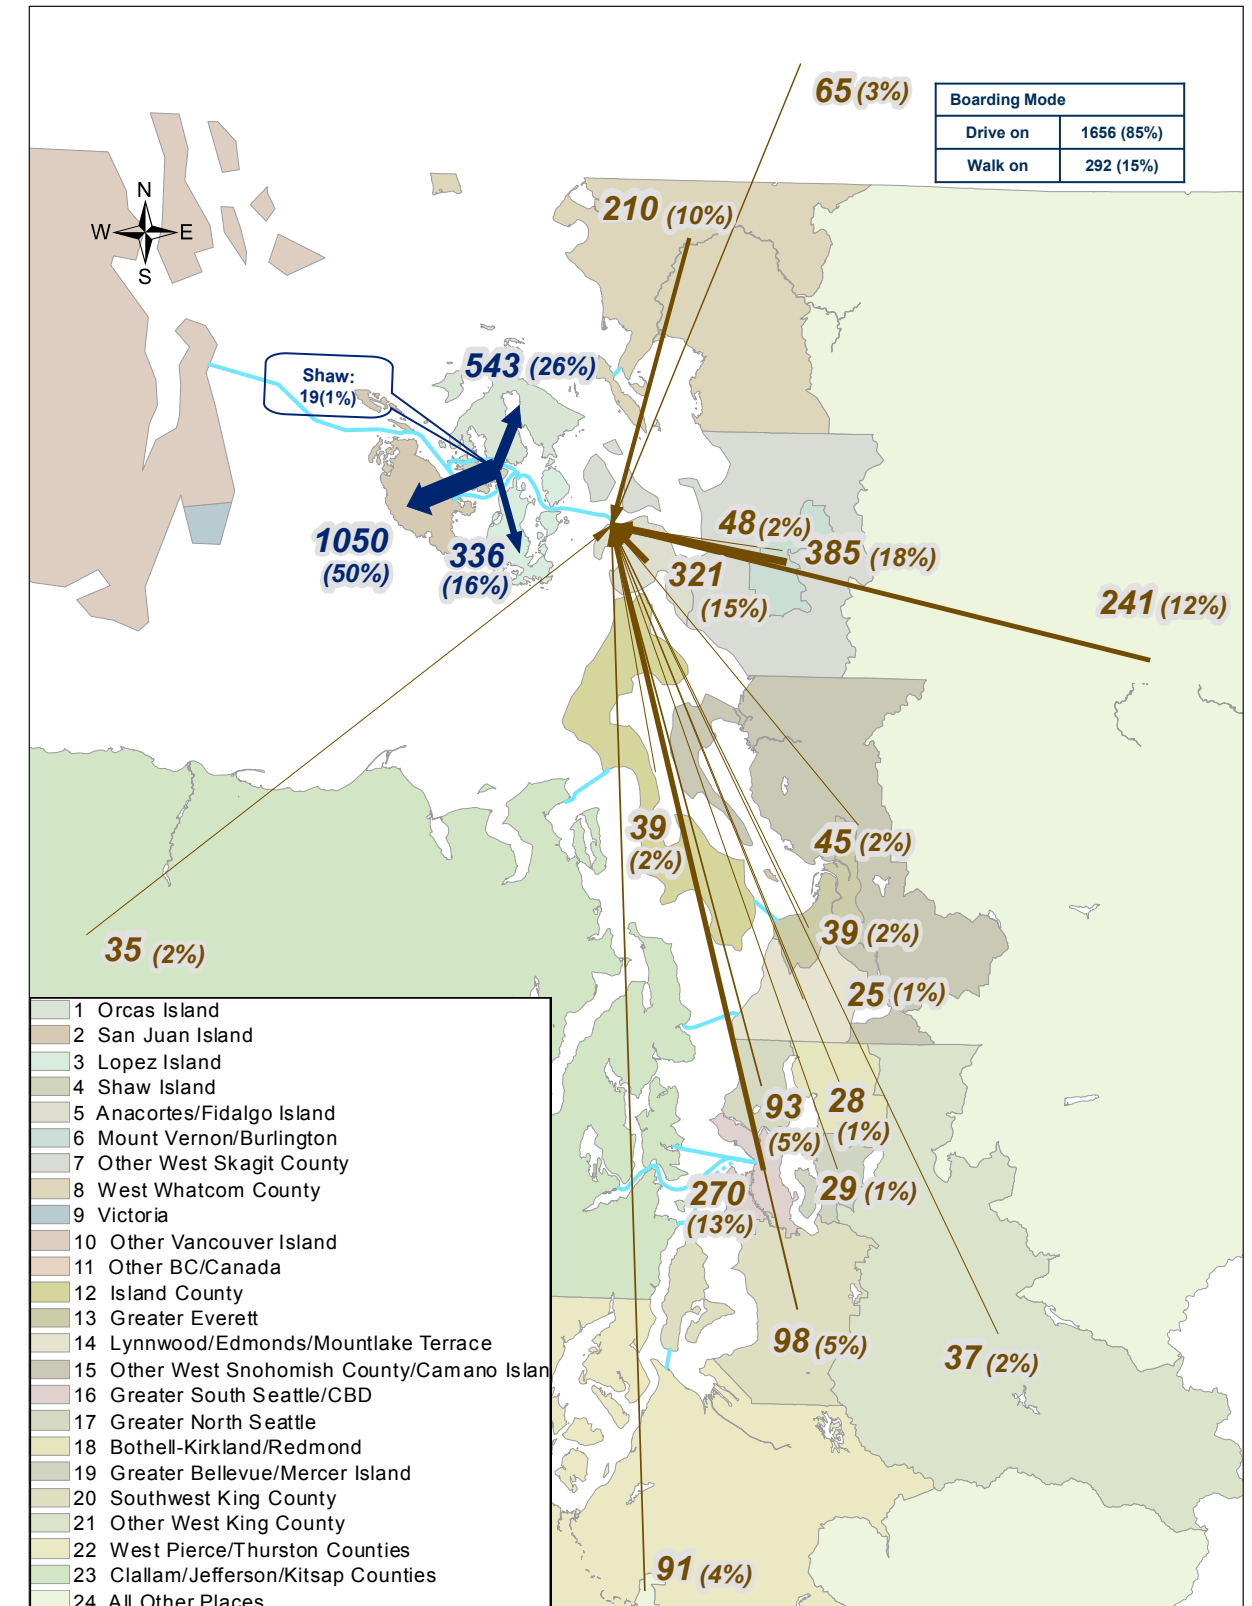 65 (3%)
Boarding Mode
Drive on 1656 (85%)
Walk on 292 (15%)
N
W E
S
210 (10%)
543 (26%)
Shaw:
19(1%)
48 (2%)
385 (18%)
1050
(50%)
336
(16%)
321
(15%)
241 (12%)
39
(2%)
45 (2%)
39 (2%)
35 (2%)
25 (1%)
93
(5%)
28
(1%)
270
(13%)
29 (1%)
98 (5%)
37 (2%)
91 (4%)
1 Orcas Island
2 San Juan Island
3 Lopez Island
4 Shaw Island
5 Anacortes/Fidalgo Island
6 Mount Vernon/Burlington
7 Other West Skagit County
8 West Whatcom County
9 Victoria
10 Other Vancouver Island
11 Other BC/Canada
12 Island County
13 Greater Everett
14 Lynnwood/Edmonds/Mountlake Terrace
15 Other West Snohomish County/Camano Islan
16 Greater South Seattle/CBD
17 Greater North Seattle
18 Bothell-Kirkland/Redmond
19 Greater Bellevue/Mercer Island
20 Southwest King County
21 Other West King County
22 West Pierce/Thurston Counties
23 Clallam/Jefferson/Kitsap Counties
24 All Other Places